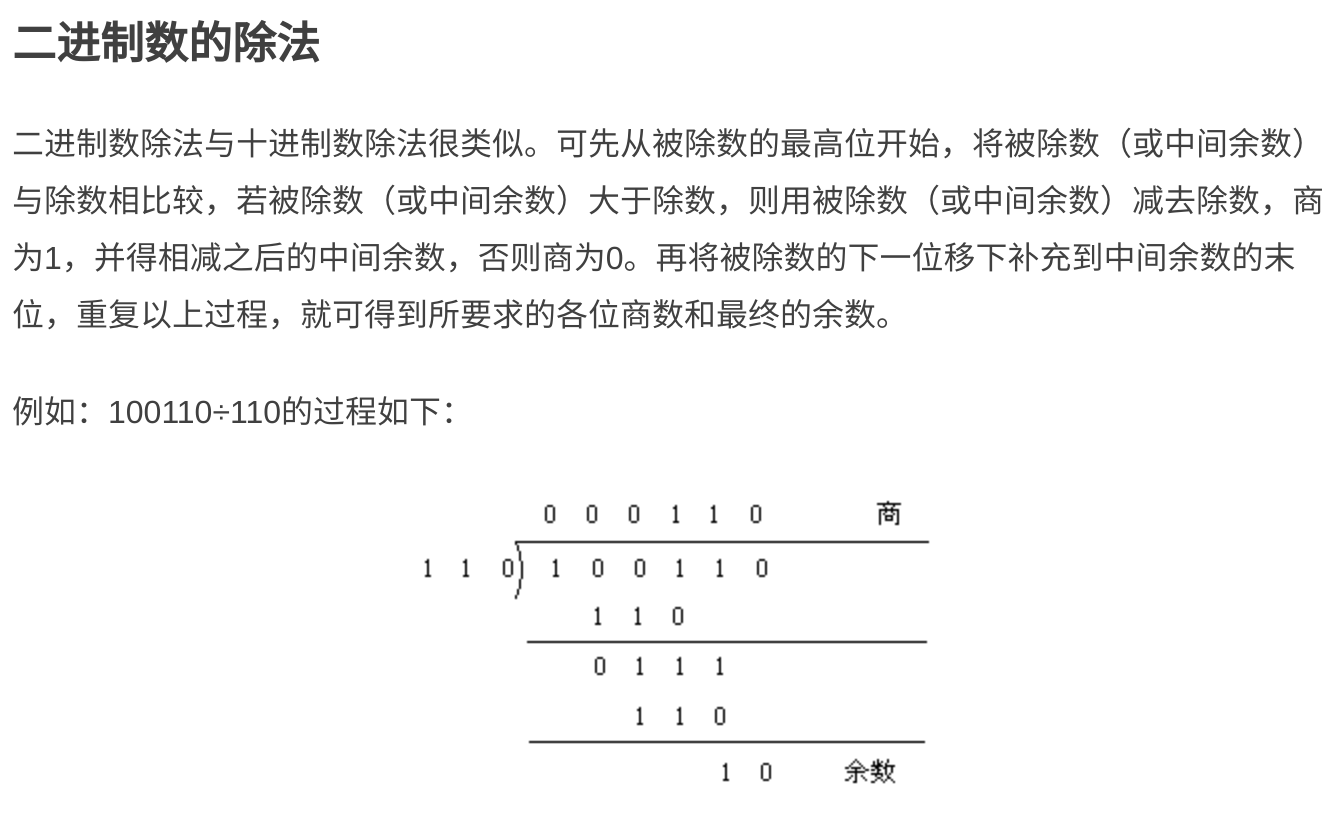 二进制数的除法
二进制数除法与十进制数除法很类似。可先从被除数的最高位开始，将被除数（或中间余数）
与除数相比较，若被除数（或中间余数）大于除数，则用被除数（或中间余数）减去除数，商
为1，并得相减之后的中间余数，否则商为0。再将被除数的下一位移下补充到中间余数的末
位，重复以上过程，就可得到所要求的各位商数和最终的余数。
例如：100110÷110的过程如下：
0 0 0 1 1 0 商
1 1 0) 1 0 0 1 1 0
1 1 0
0 1 1 1
1 1 0
1 0 余数